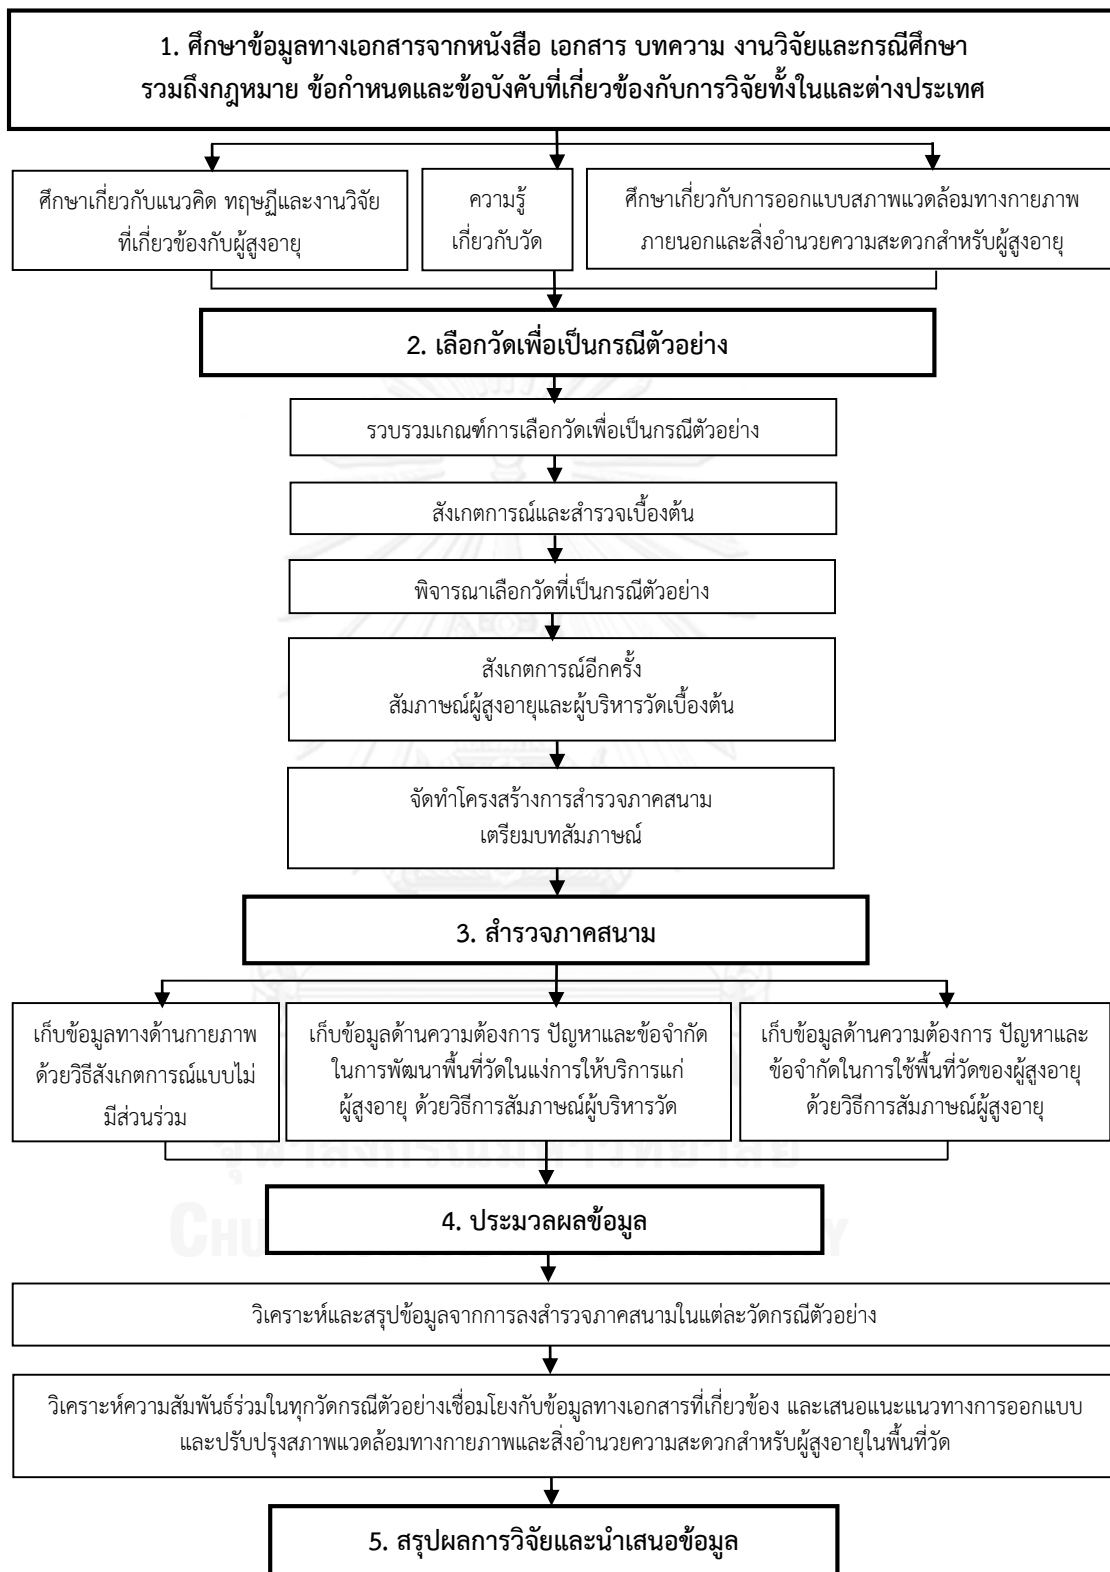 1. ศึกษาข้อมูลทางเอกสารจากหนังสือ เอกสาร บทความ งานวิจัยและกรณีศึกษา
รวมถึงกฎหมาย ข้อกำหนดและข้อบังคับที่เกี่ยวข้องกับการวิจัยทั้งในและต่างประเทศ
ศึกษาเกี่ยวกับแนวคิด ทฤษฎีและงานวิจัย
ที่เกี่ยวข้องกับผู้สูงอายุ
ความรู้
เกี่ยวกับวัด
ศึกษาเกี่ยวกับการออกแบบสภาพแวดล้อมทางกายภาพ
ภายนอกและสิ่งอำนวยความสะดวกสำหรับผู้สูงอายุ
2. เลือกวัดเพื่อเป็นกรณีตัวอย่าง
รวบรวมเกณฑ์การเลือกวัดเพื่อเป็นกรณีตัวอย่าง
สังเกตการณ์และสำรวจเบื้องต้น
พิจารณาเลือกวัดที่เป็นกรณีตัวอย่าง
สังเกตการณ์อีกครั้ง
สัมภาษณ์ผู้สูงอายุและผู้บริหารวัดเบื้องต้น
จัดทำโครงสร้างการสำรวจภาคสนาม
เตรียมบทสัมภาษณ์
3. สำรวจภาคสนาม
เก็บข้อมูลทางด้านกายภาพ
ด้วยวิธีสังเกตการณ์แบบไม่
มีส่วนร่วม
เก็บข้อมูลด้านความต้องการ ปัญหาและข้อจำกัด
ในการพัฒนาพื้นที่วัดในแง่การให้บริการแก่
ผู้สูงอายุ ด้วยวิธีการสัมภาษณ์ผู้บริหารวัด
เก็บข้อมูลด้านความต้องการ ปัญหาและ
ข้อจำกัดในการใช้พื้นที่วัดของผู้สูงอายุ
ด้วยวิธีการสัมภาษณ์ผู้สูงอายุ
จุฬาลงกรณ์มหาวิทยาลัย
4. ประมวลผลข้อมูล
วิเคราะห์และสรุปข้อมูลจากการลงสำรวจภาคสนามในแต่ละวัดกรณีตัวอย่าง
วิเคราะห์ความสัมพันธ์ร่วมในทุกวัดกรณีตัวอย่างเชื่อมโยงกับข้อมูลทางเอกสารที่เกี่ยวข้อง และเสนอแนะแนวทางการออกแบบ
และปรับปรุงสภาพแวดล้อมทางกายภาพและสิ่งอำนวยความสะดวกสำหรับผู้สูงอายุในพื้นที่วัด
5. สรุปผลการวิจัยและนำเสนอข้อมูล